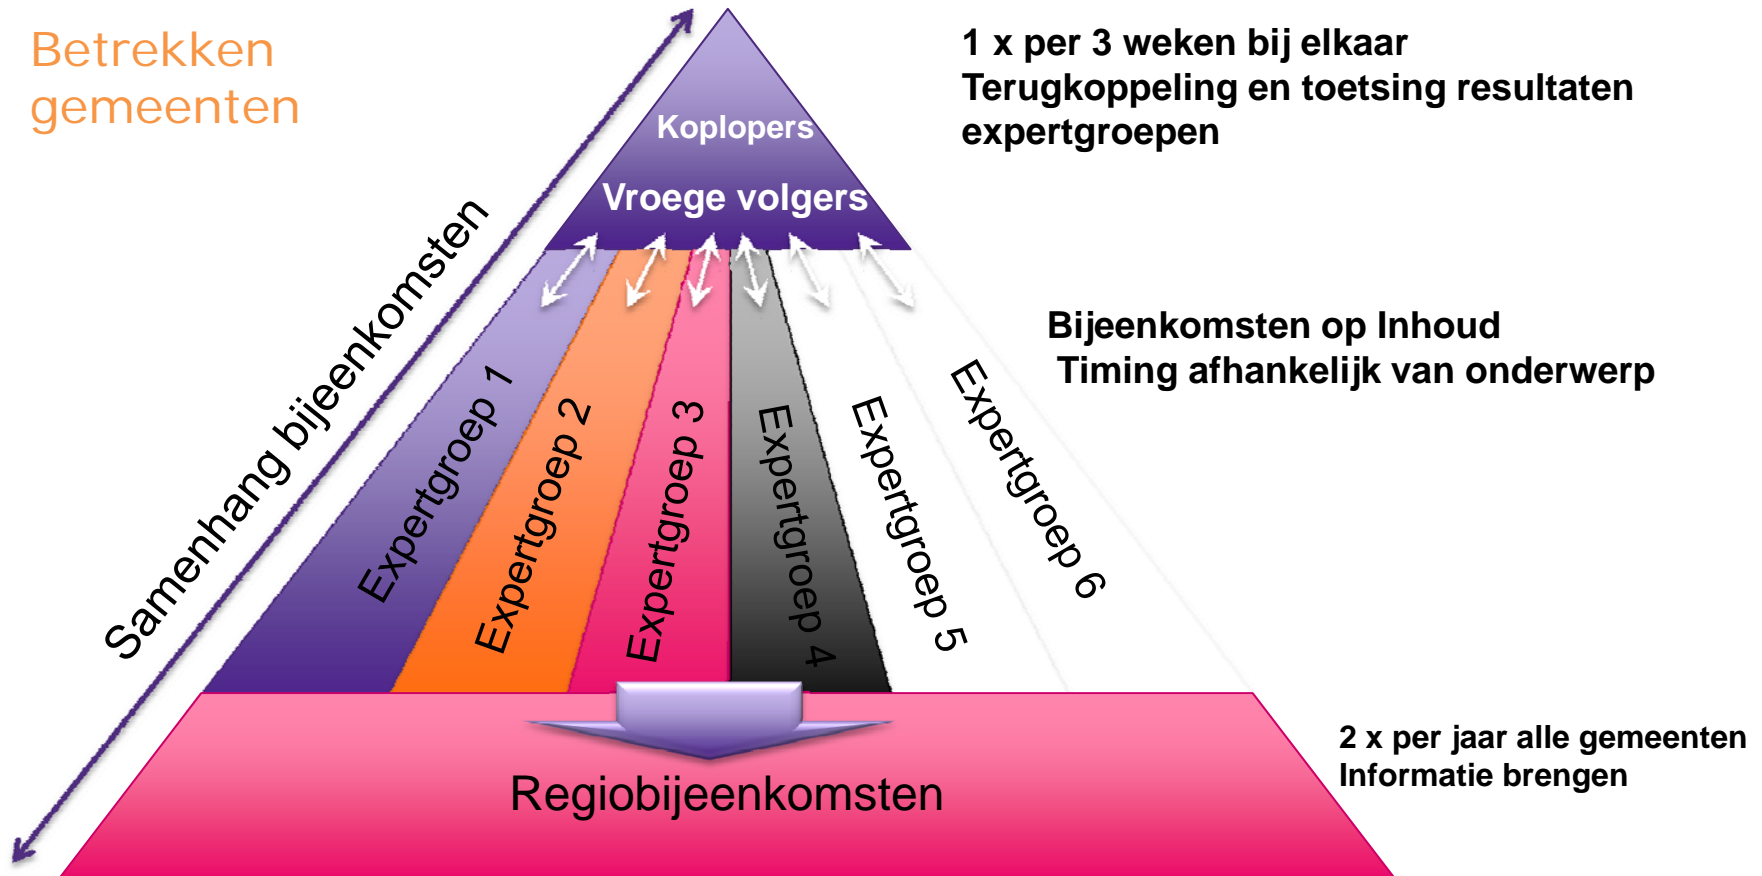 Betrekken
gemeenten
1 x per 3 weken bij elkaar
Terugkoppeling en toetsing resultaten
expertgroepen
Koplopers
Vroege volgers
Samenhang bijeenkomsten
Bijeenkomsten op Inhoud
Timing afhankelijk van onderwerp
Expertgroep 1
Expertgroep 2
Expertgroep 3
Expertgroep 4
Expertgroep 5
Expertgroep 6
2 x per jaar alle gemeenten
Informatie brengen
Regiobijeenkomsten